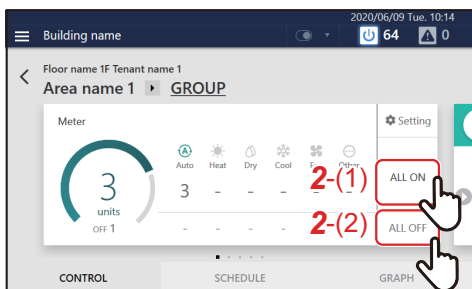 2020/06/09 Tue. 10:14
Building name
64
0
Floor name 1F Tenant name 1
Area name 1 GROUP
Meter
Setting
A
Auto Heat Dry Cool Other
3 - - - -
3
units
OFF 1
- - - -
2-(1) ALL ON
2-(2) ALL OFF
CONTROL SCHEDULE GRAPH